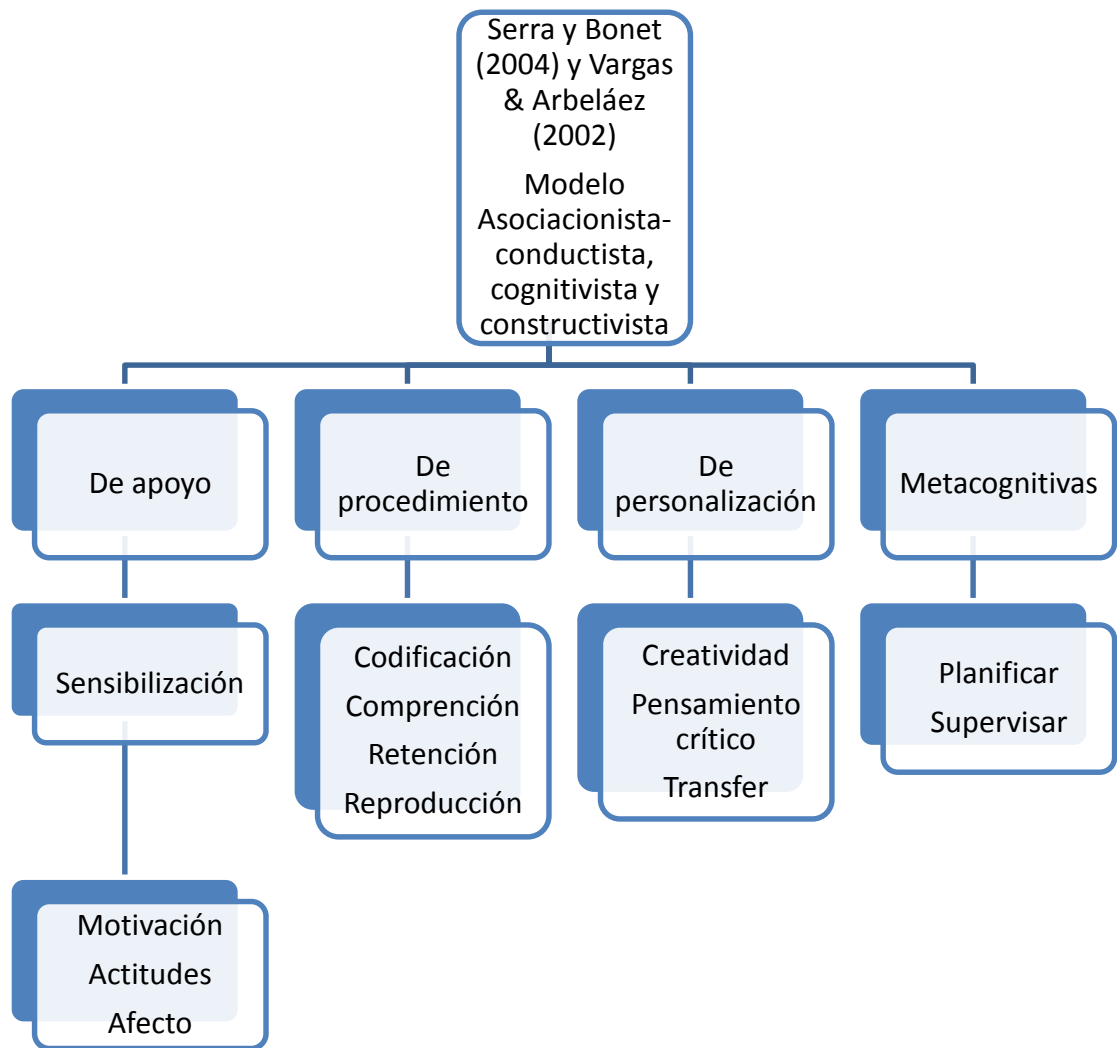 Serra y Bonet
(2004) y Vargas
& Arbeláez
(2002)
Modelo
Asociacionista-
conductista,
cognitivista y
constructivista
De apoyo
De
procedimiento
De
personalización
Metacognitivas
Sensibilización
Codificación
Comprención
Retención
Reproducción
Creatividad
Pensamiento
crítico
Transfer
Planificar
Supervisar
Motivación
Actitudes
Afecto